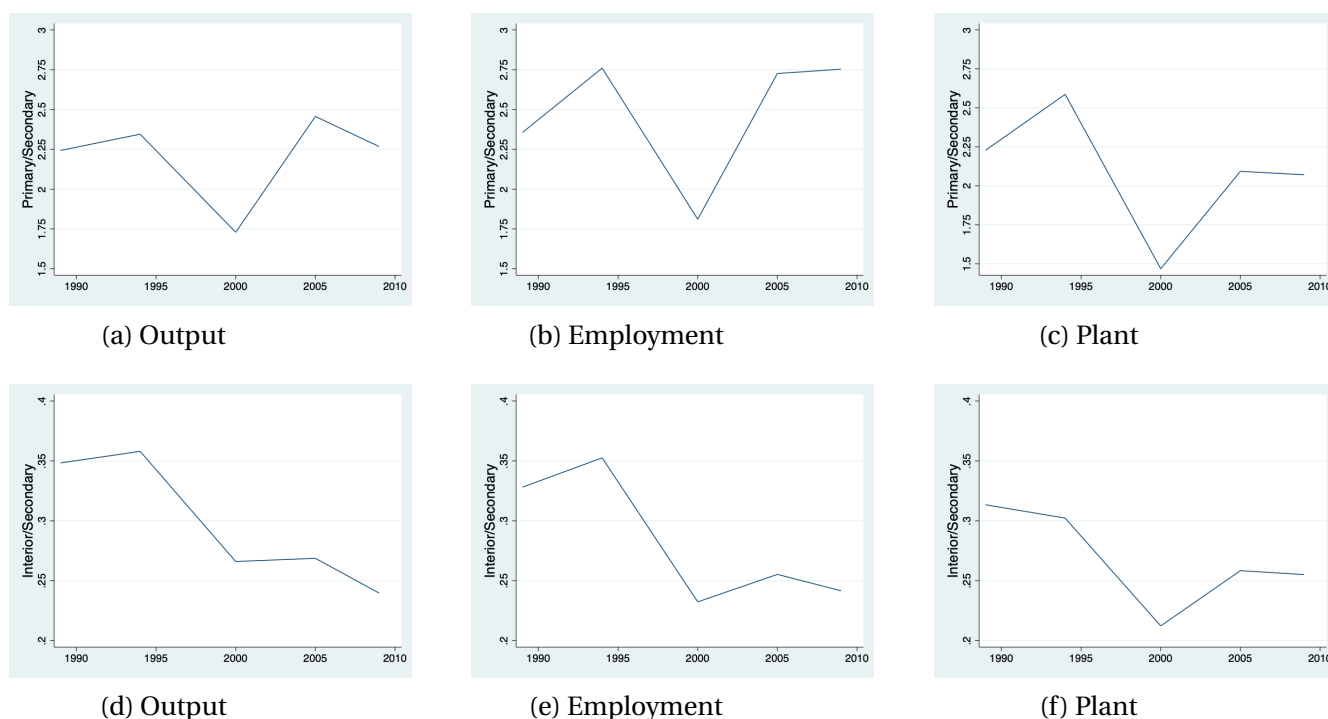 Primary/Secondary
3
2.75
2.5
2.25
2
1.75
1.5
1990 1995 2000 2005 2010
(a) Output
Primary/Secondary
3
2.75
2.5
2.25
2
1.75
1.5
1990 1995 2000 2005 2010
(b) Employment
Primary/Secondary
3
2.75
2.5
2.25
2
1.75
1.5
1990 1995 2000 2005 2010
(c) Plant
Interior/Secondary
.4
.35
.3
.25
.2
1990 1995 2000 2005 2010
(d) Output
Interior/Secondary
.4
.35
.3
.25
.2
1990 1995 2000 2005 2010
(e) Employment
Interior/Secondary
.4
.35
.3
.25
.2
1990 1995 2000 2005 2010
(f) Plant